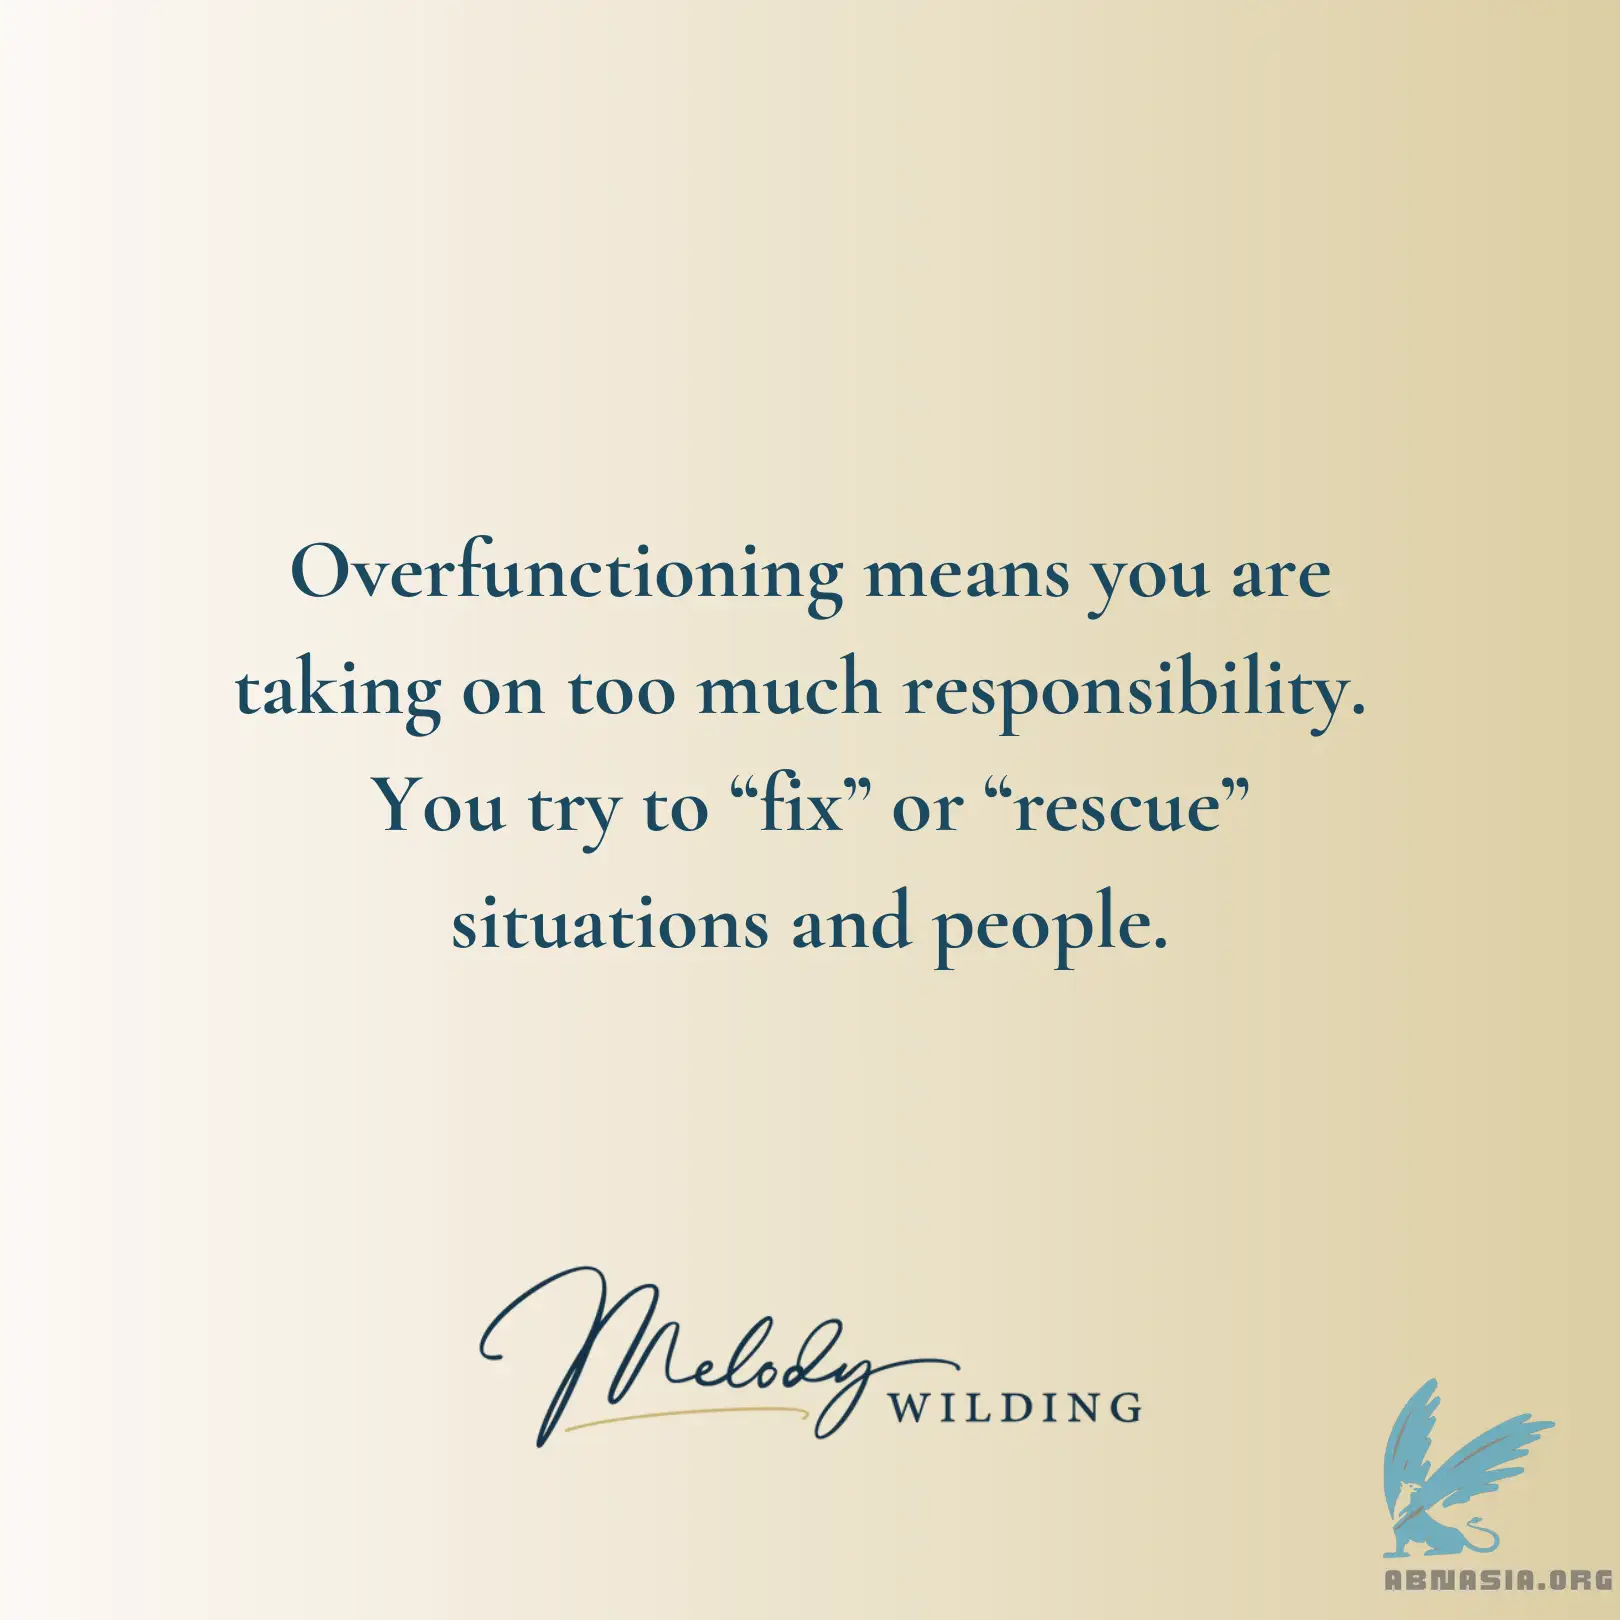 Overfunctioning means you are
taking on too much responsibility.
You try to “fix” or “rescue”
situations and people.
Melody WILDING
ABNASIA.ORG